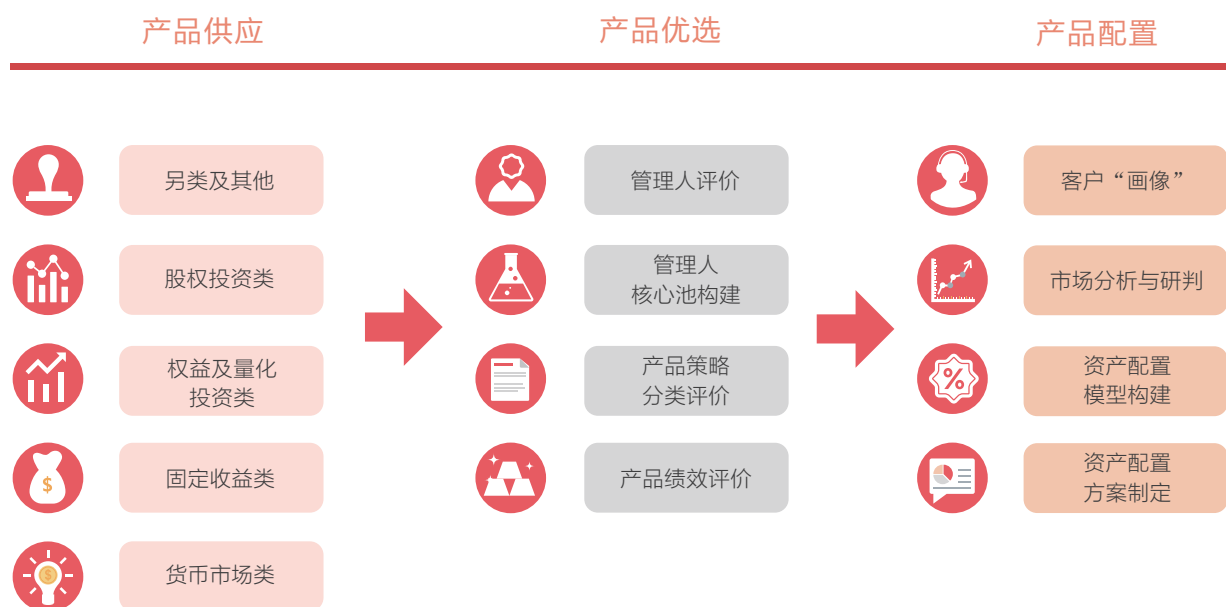 产品供应
产品优选
产品配置
另类及其他
股权投资类
权益及量化
投资类
固定收益类
货币市场类
管理人评价
管理人
核心池构建
产品策略
分类评价
产品绩效评价
客户“画像”
市场分析与研判
资产配置
模型构建
资产配置
方案制定
$
$
%